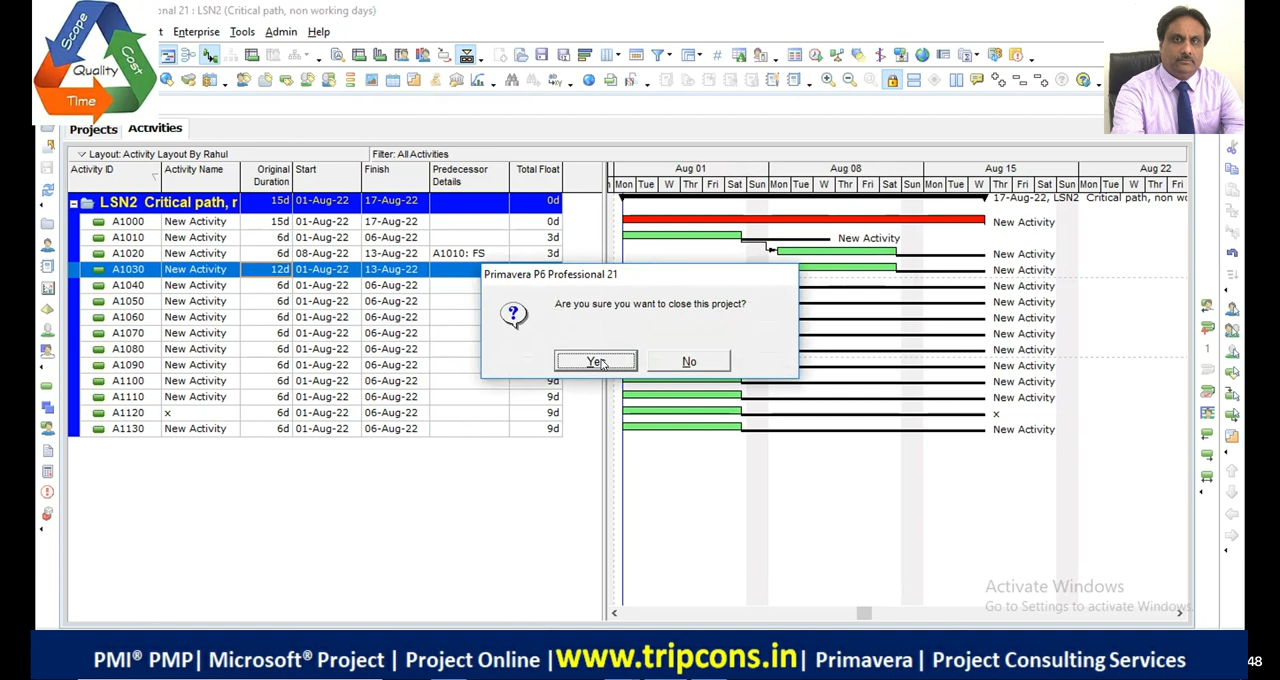 onal 21 : LSN2 (Critical path, non working days)
Enterprise Tools Admin Help
Scope
Cost
Quality
Time
Projects Activities
Layout: Activity Layout By Rahul Filter: All Activities
Activity ID Activity Name Original Duration Start Finish Predecessor Details Total Float
Aug 01 Aug 08 Aug 15 Aug 22
Mon Tue W Thr Fri Sat Sun Mon Tue W Thr Fri Sat Sun Mon Tue W Thr Fri Sat Sun Mon Tue W Thr Fri
LSN2 Critical path, r 15d 01-Aug-22 17-Aug-22 0d 17-Aug-22, LSN2 Critical path, non wo
A1000 New Activity 15d 01-Aug-22 17-Aug-22 0d New Activity
A1010 New Activity 6d 01-Aug-22 06-Aug-22 3d New Activity
A1020 New Activity 6d 08-Aug-22 13-Aug-22 A1010: FS 3d New Activity
A1030 New Activity 12d 01-Aug-22 13-Aug-22 New Activity
A1040 New Activity 6d 01-Aug-22 06-Aug-22 New Activity
A1050 New Activity 6d 01-Aug-22 06-Aug-22 New Activity
A1060 New Activity 6d 01-Aug-22 06-Aug-22 New Activity
A1070 New Activity 6d 01-Aug-22 06-Aug-22 New Activity
A1080 New Activity 6d 01-Aug-22 06-Aug-22 New Activity
A1090 New Activity 6d 01-Aug-22 06-Aug-22 New Activity
A1100 New Activity 6d 01-Aug-22 06-Aug-22 9d New Activity
A1110 New Activity 6d 01-Aug-22 06-Aug-22 9d New Activity
A1120 x 6d 01-Aug-22 06-Aug-22 9d x
A1130 New Activity 6d 01-Aug-22 06-Aug-22 9d New Activity
Primavera P6 Professional 21
Are you sure you want to close this project?
Yes No
Activate Windows
Go to Settings to activate Windows.
PMI® PMP| Microsoft® Project | Project Online |www.tripcons.in| Primavera | Project Consulting Services
48